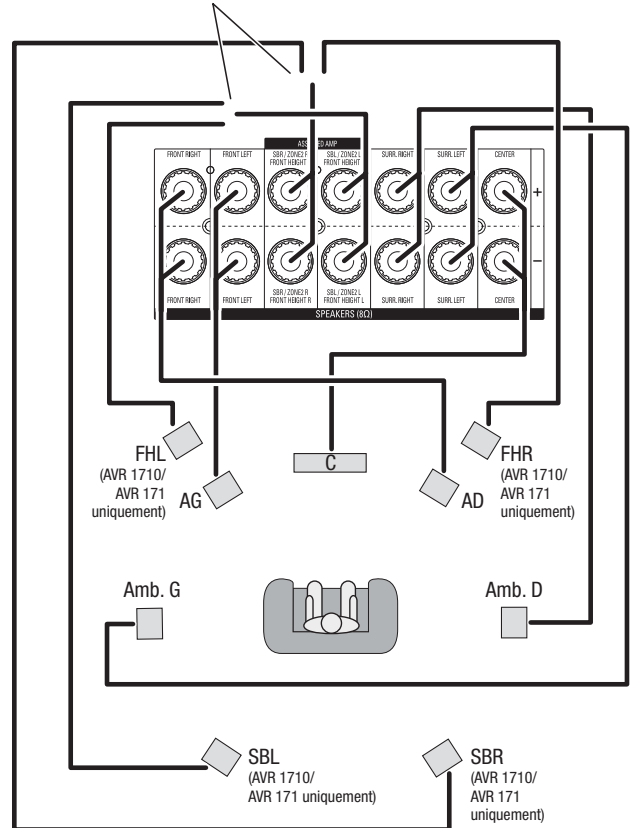 ASSIGNED AMP
FRONT RIGHT
FRONT LEFT
SBR / ZONE2 R
FRONT HEIGHT
SBL / ZONE2 L
FRONT HEIGHT
SURR. RIGHT
SURR. LEFT
CENTER
+
–
FRONT RIGHT
FRONT LEFT
SBR / ZONE2 R
FRONT HEIGHT R
SBL / ZONE2 L
FRONT HEIGHT L
SURR. RIGHT
SURR. LEFT
CENTER
SPEAKERS (8Ω)
FHL
(AVR 1710/
AVR 171
uniquement)
AG
C
AD
FHR
(AVR 1710/
AVR 171
uniquement)
Amb. G
Amb. D
SBL
(AVR 1710/
AVR 171 uniquement)
SBR
(AVR 1710/
AVR 171
uniquement)